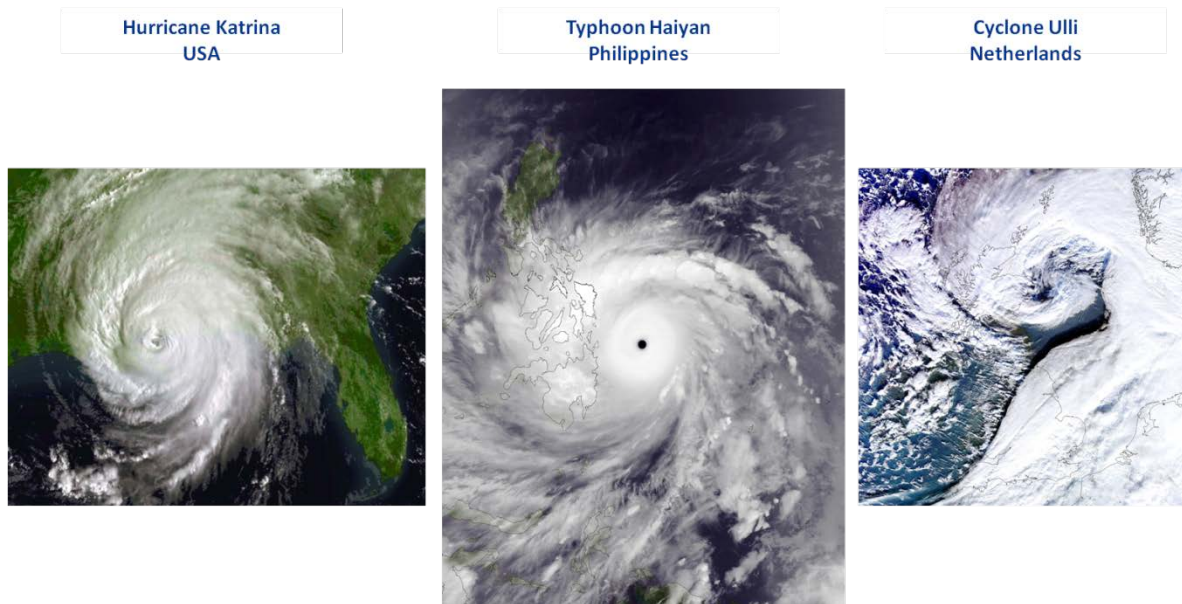 Hurricane Katrina
USA
Typhoon Haiyan
Philippines
Cyclone Ulli
Netherlands